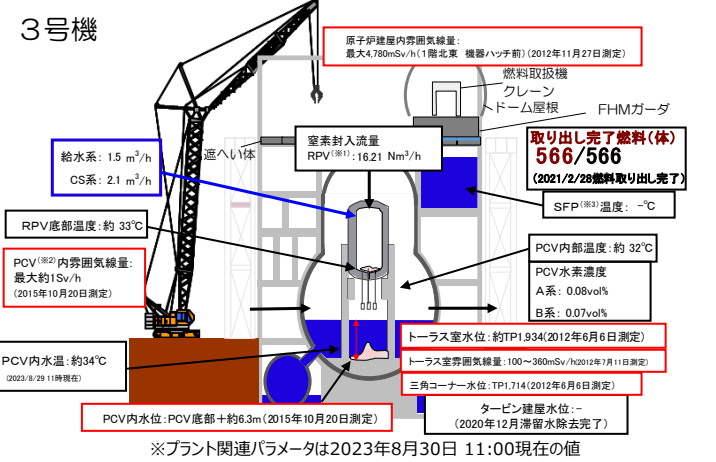 3号機
原子炉建屋内雰囲気線量:
最大4,780mSv/h(1階北東 機器ハッチ前)(2012年11月27日測定)
燃料取扱機
クレーン
ドーム屋根
FHMガーダ
遮へい体
窒素封入流量
RPV(※1):16.21 Nm³/h
取り出し完了燃料(体)
566/566
(2021/2/28燃料取り出し完了)
給水系: 1.5 m³/h
CS系: 2.1 m³/h
SFP(※3)温度: -℃
RPV底部温度:約 33℃
PCV(※2)内雰囲気線量:
最大約1Sv/h
(2015年10月20日測定)
PCV内部温度:約 32℃
PCV水素濃度
A系: 0.08vol%
B系: 0.07vol%
トーラス室水位:約TP1,934(2012年6月6日測定)
トーラス室雰囲気線量:100~360mSv/h(2012年7月11日測定)
三角コーナー水位:TP1,714(2012年6月6日測定)
PCV内水温:約34℃
(2023/8/29 11時現在)
PCV内水位:PCV底部+約6.3m(2015年10月20日測定)
タービン建屋水位:-
(2020年12月滞留水除去完了)
※プラント関連パラメータは2023年8月30日 11:00現在の値